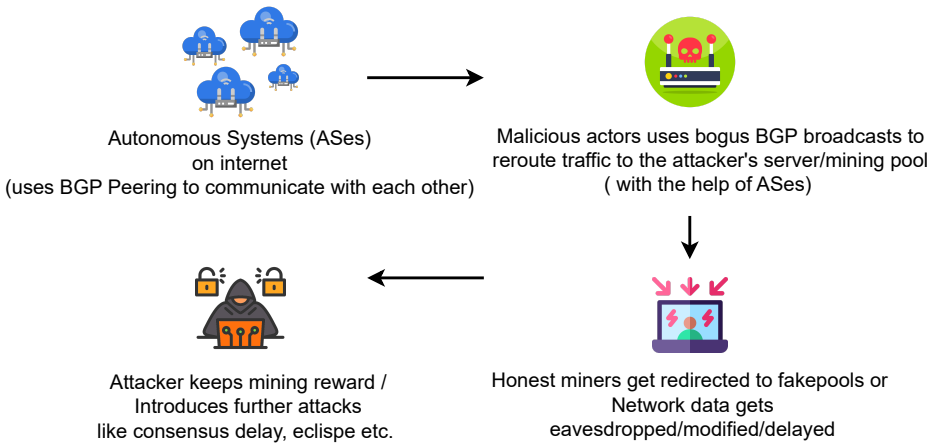 Autonomous Systems (ASes)
on internet
(uses BGP Peering to communicate with each other)
Malicious actors uses bogus BGP broadcasts to
reroute traffic to the attacker's server/mining pool
( with the help of ASes)
Honest miners get redirected to fakepools or
Network data gets
eavesdropped/modified/delayed
Attacker keeps mining reward /
Introduces further attacks
like consensus delay, eclispe etc.